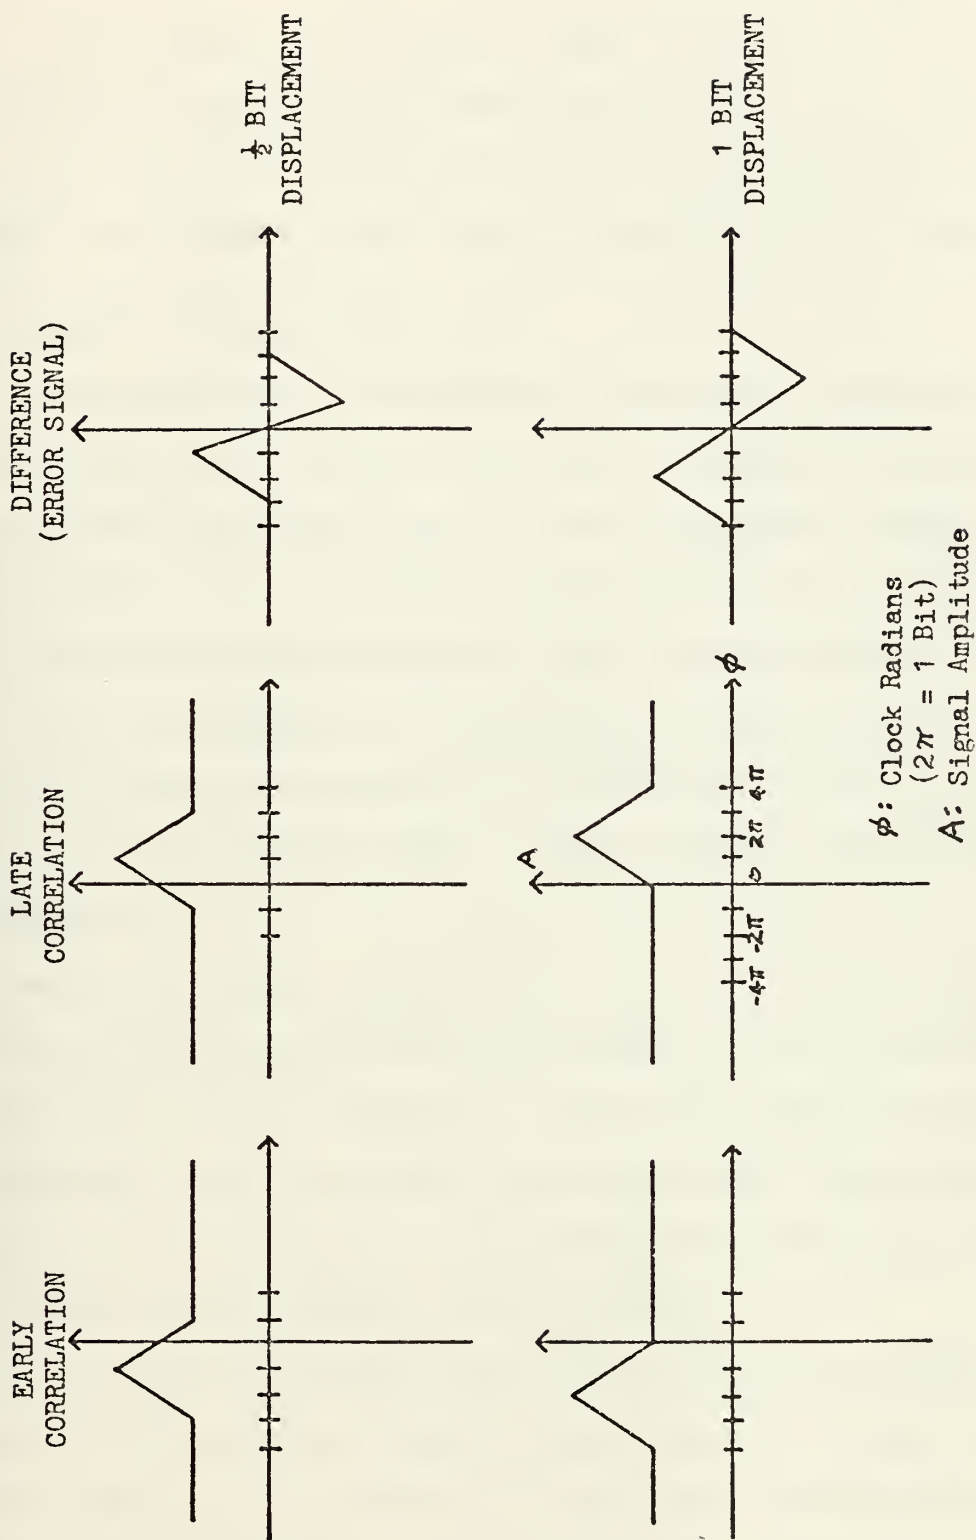 EARLY
CORRELATION
LATE
CORRELATION
DIFFERENCE
(ERROR SIGNAL)
½ BIT
DISPLACEMENT
A
-4π -2π 0 2π 4π
ϕ
1 BIT
DISPLACEMENT
ϕ: Clock Radians
(2π = 1 Bit)
A: Signal Amplitude